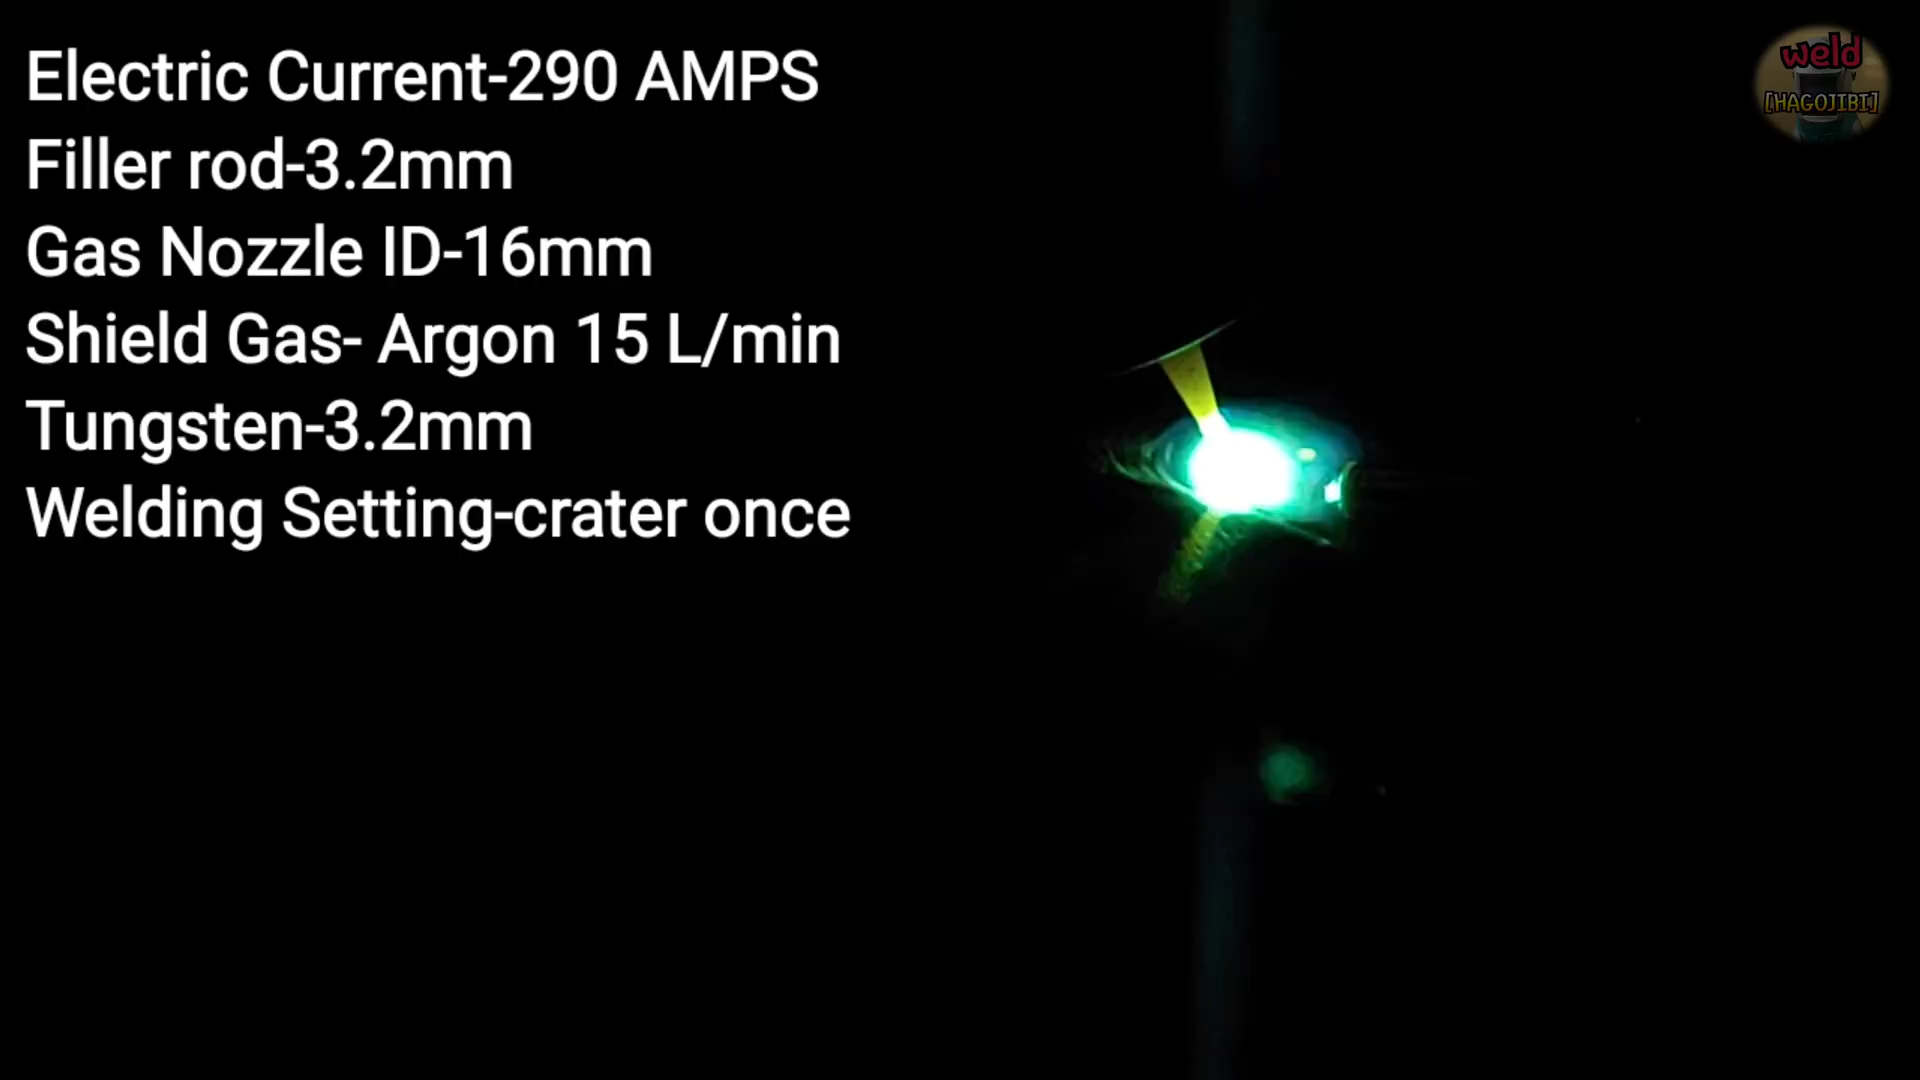 Electric Current-290 AMPS
Filler rod-3.2mm
Gas Nozzle ID-16mm
Shield Gas- Argon 15 L/min
Tungsten-3.2mm
Welding Setting-crater once
weld
[HAGOJIBI]